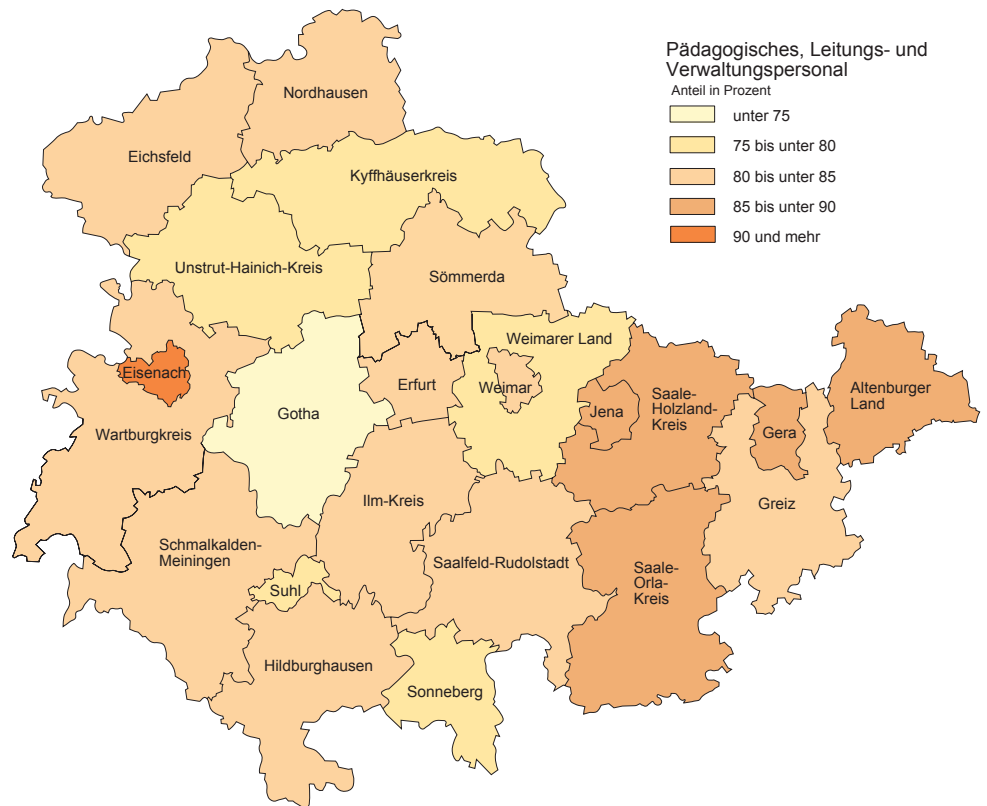 Pädagogisches, Leitungs- und
Verwaltungspersonal
Anteil in Prozent
unter 75
75 bis unter 80
80 bis unter 85
85 bis unter 90
90 und mehr
Nordhausen
Eichsfeld
Kyffhäuserkreis
Unstrut-Hainich-Kreis
Sömmerda
Weimarer Land
Eisenach
Erfurt
Weimar
Altenburger
Land
Saale-
Holzland-
Kreis
Jena
Gotha
Gera
Wartburgkreis
Ilm-Kreis
Greiz
Schmalkalden-
Meiningen
Saalfeld-Rudolstadt
Saale-
Orla-
Kreis
Suhl
Hildburghausen
Sonneberg